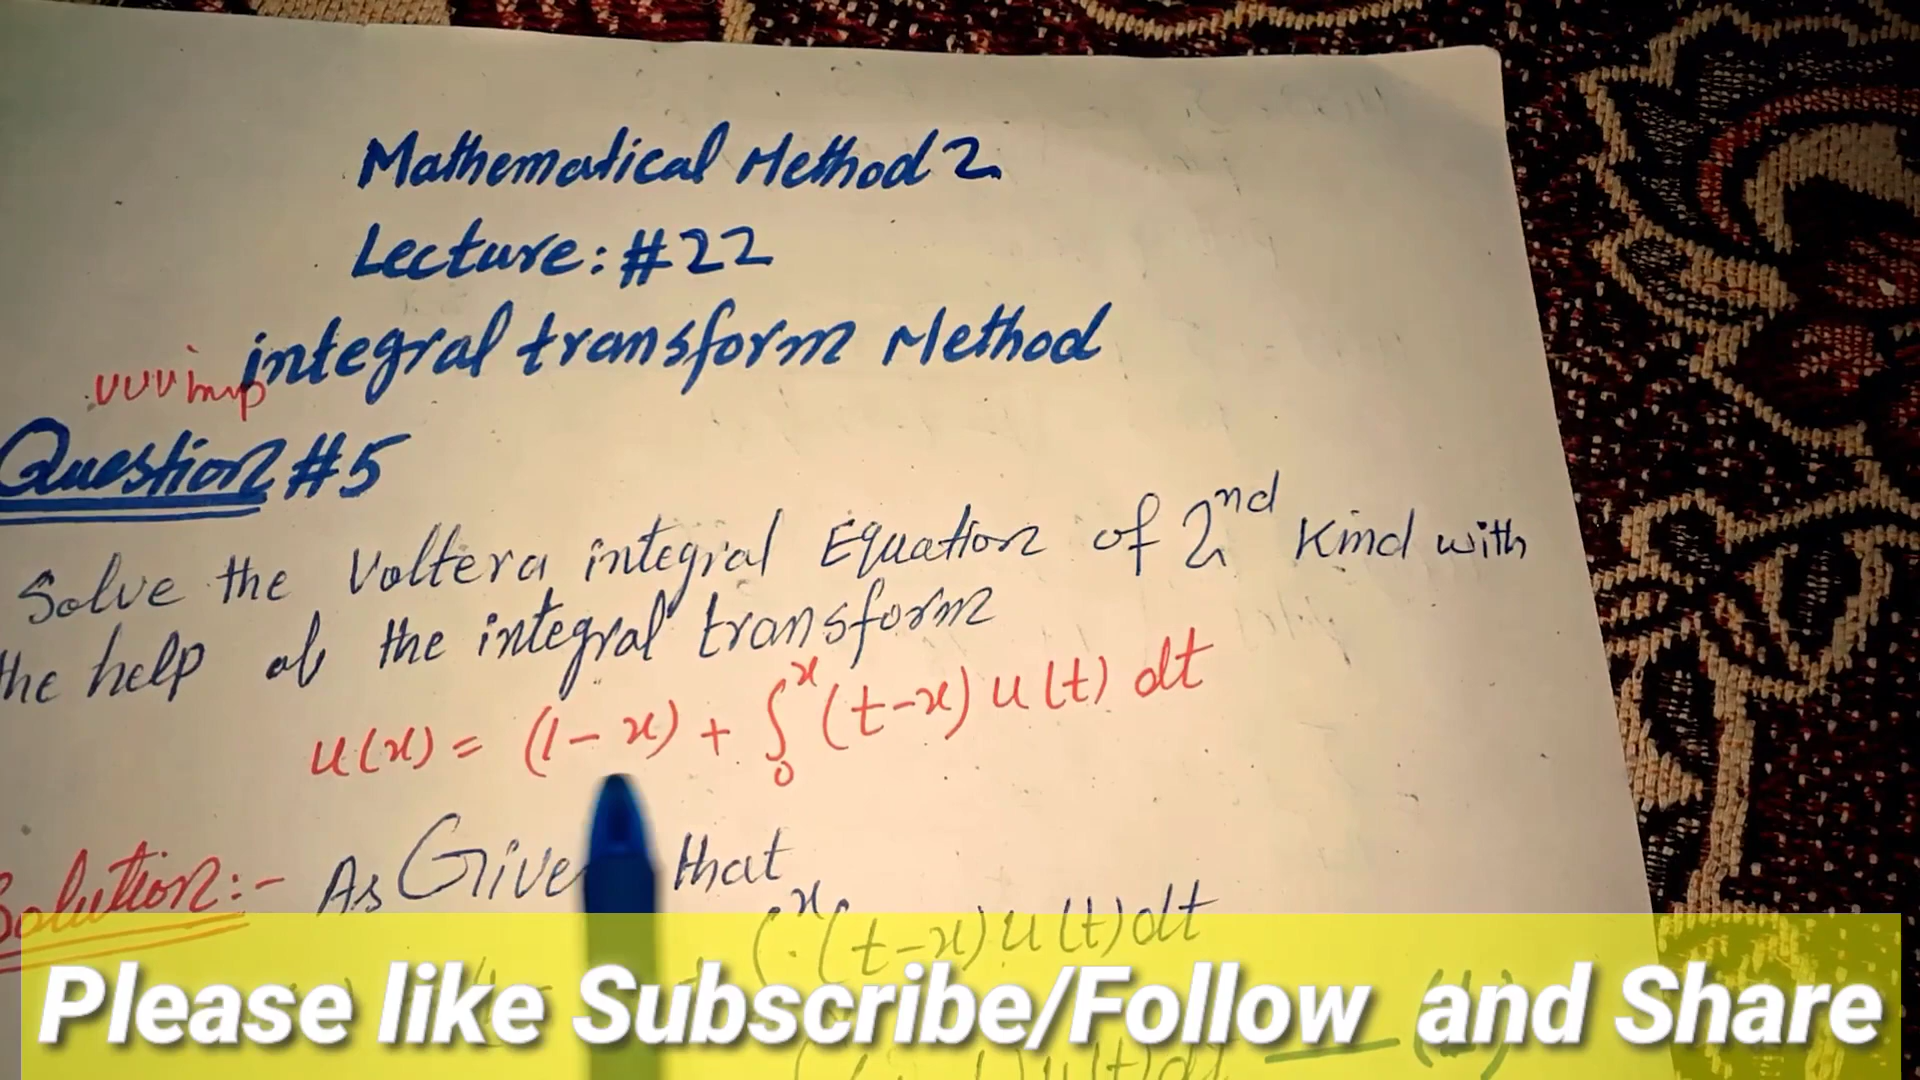 Mathematical Method 2
Lecture: #22
integral transform Method
vvvimp
Question #5
Solve the Voltera integral Equation of 2nd Kind with
the help of the integral transform
u(x) = (1-x) + ∫₀ˣ (t-x) u(t) dt
Solution:- As Given that
(t-x) u(t) dt
Please like Subscribe/Follow and Share
u(t)dt